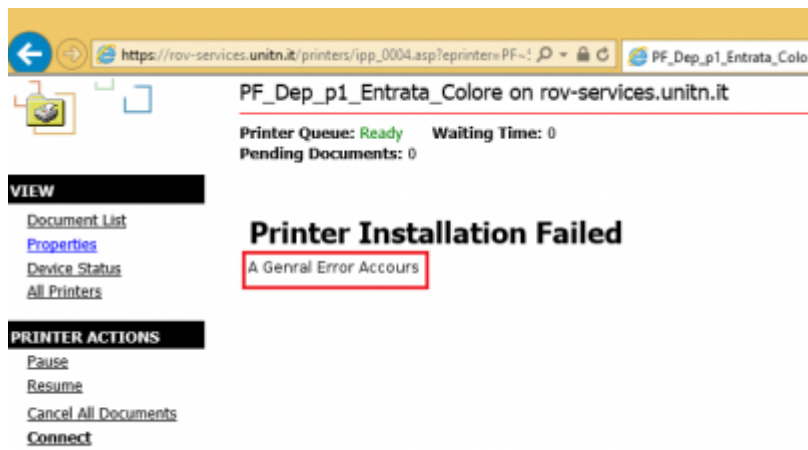 https://rov-services.unitn.it/printers/ipp_0004.asp?eprinter=PF~: PF_Dep_p1_Entrata_Colo
PF_Dep_p1_Entrata_Colore on rov-services.unitn.it
Printer Queue: Ready Waiting Time: 0
Pending Documents: 0
VIEW
Document List
Properties
Device Status
All Printers
Printer Installation Failed
A Genral Error Accours
PRINTER ACTIONS
Pause
Resume
Cancel All Documents
Connect